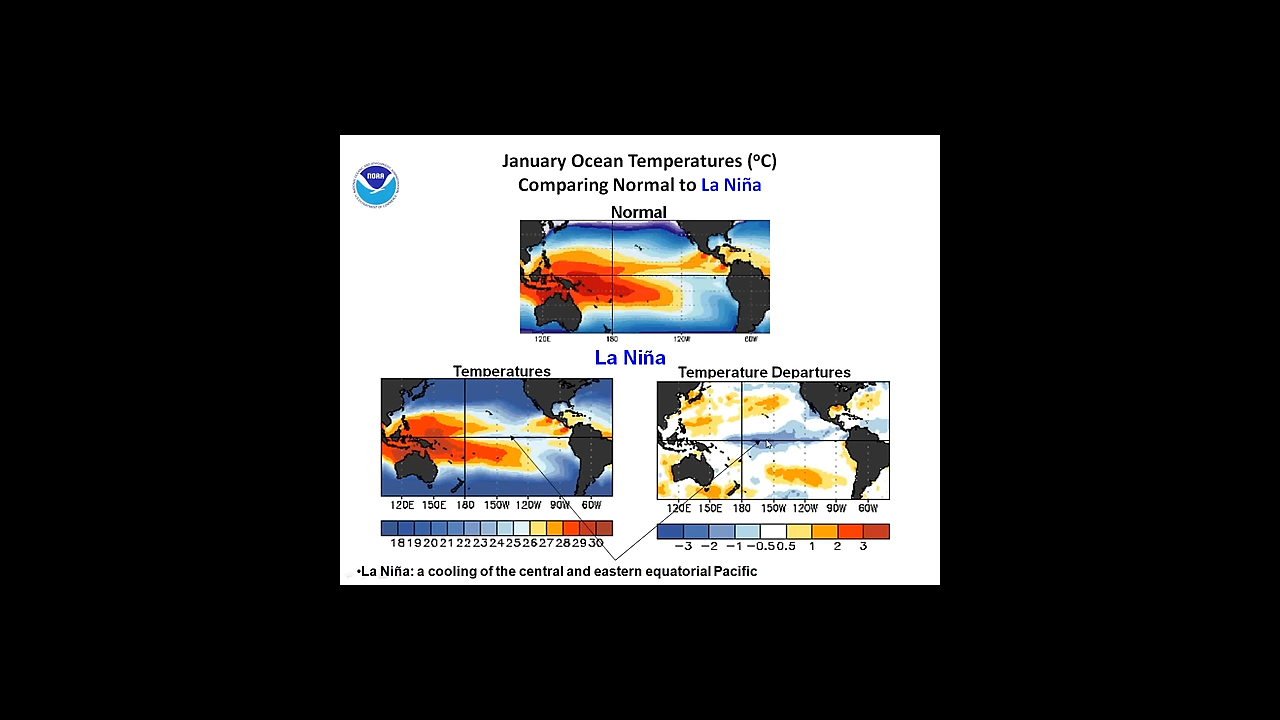 January Ocean Temperatures (°C)
Comparing Normal to La Niña
NOAA
Normal
120E 180 120W 60W
La Niña
Temperatures
Temperature Departures
120E 150E 180 150W 120W 90W 60W
120E 150E 180 150W 120W 90W 60W
18 19 20 21 22 23 24 25 26 27 28 29 30
-3 -2 -1 -0.5 0.5 1 2 3
•La Niña: a cooling of the central and eastern equatorial Pacific